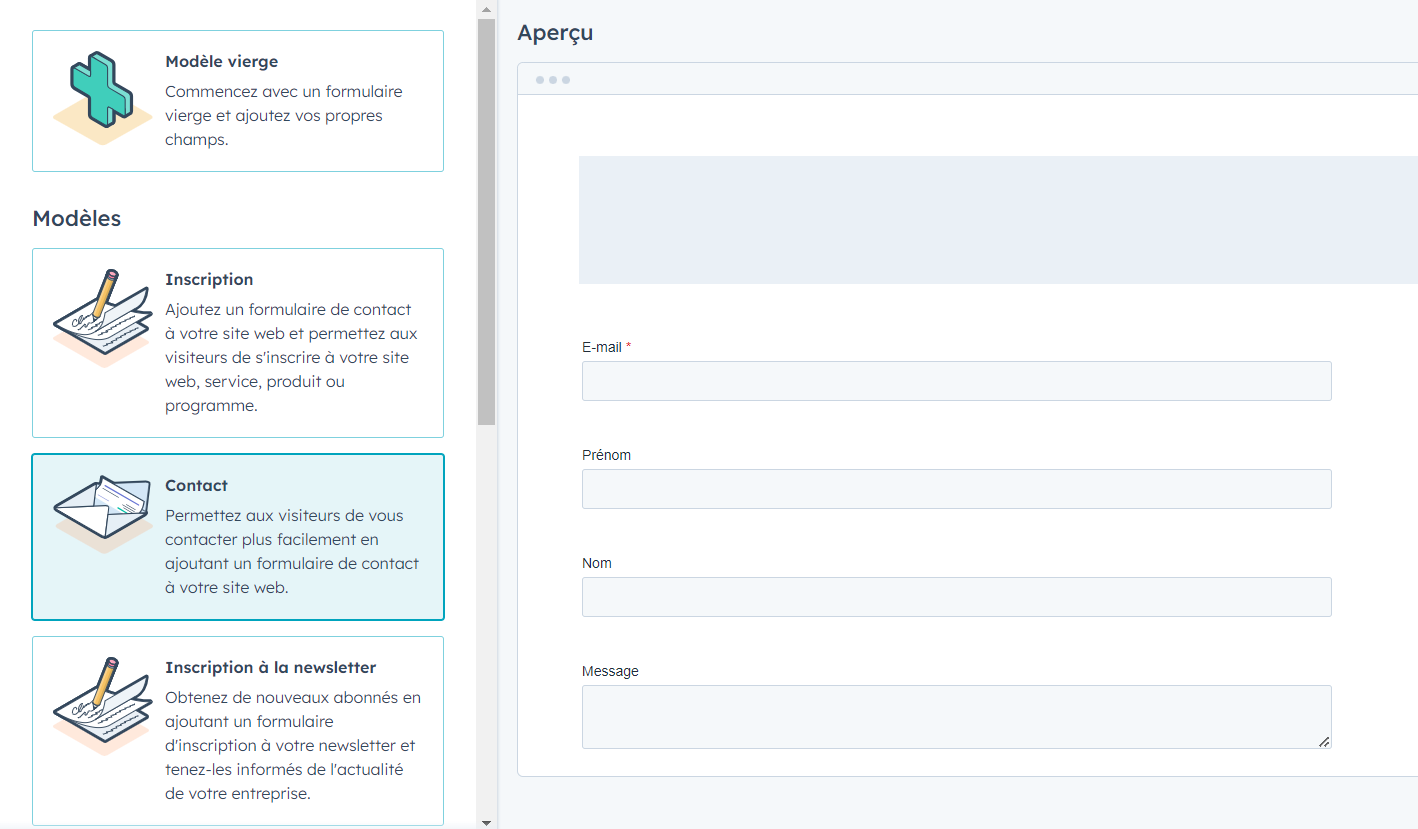 Modèle vierge
Commencez avec un formulaire
vierge et ajoutez vos propres
champs.
Modèles
Inscription
Ajoutez un formulaire de contact
à votre site web et permettez aux
visiteurs de s'inscrire à votre site
web, service, produit ou
programme.
Contact
Permettez aux visiteurs de vous
contacter plus facilement en
ajoutant un formulaire de contact
à votre site web.
Inscription à la newsletter
Obtenez de nouveaux abonnés en
ajoutant un formulaire
d'inscription à votre newsletter et
tenez-les informés de l'actualité
de votre entreprise.
Aperçu
E-mail *
Prénom
Nom
Message